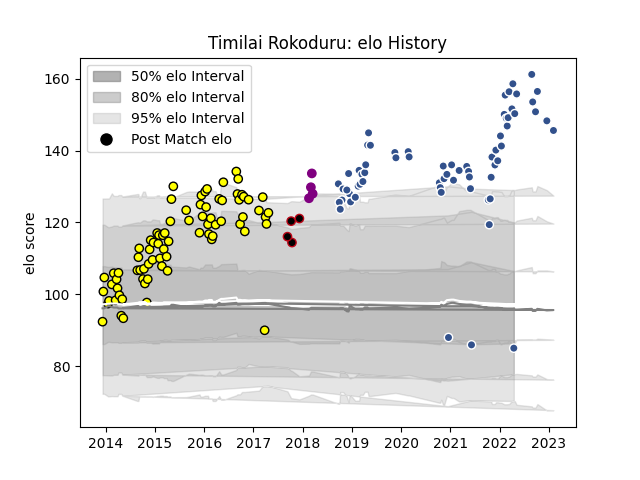 Timilai Rokoduru: elo History
50% elo Interval
80% elo Interval
95% elo Interval
Post Match elo
elo score
160
140
120
100
80
2014 2015 2016 2017 2018 2019 2020 2021 2022 2023